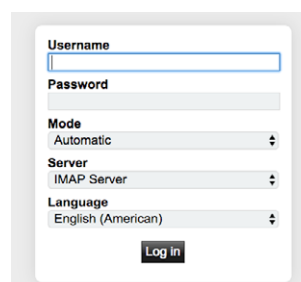 Username
Password
Mode
Automatic
Server
IMAP Server
Language
English (American)
Log in